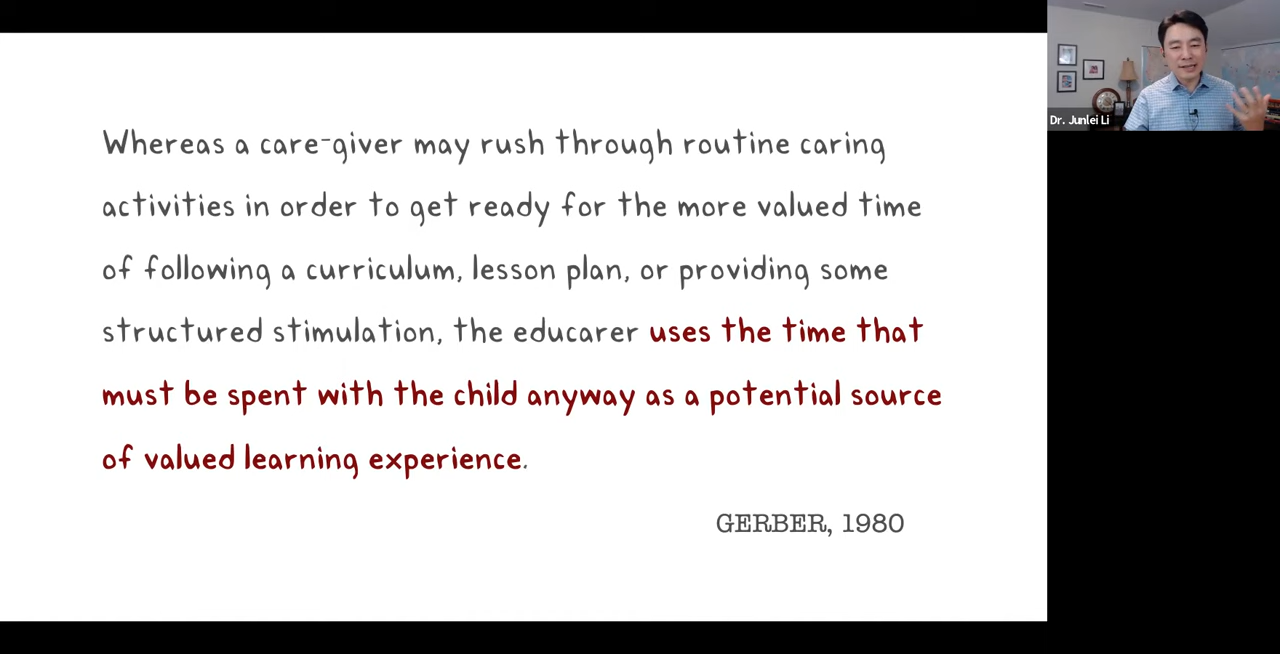 Whereas a care-giver may rush through routine caring
activities in order to get ready for the more valued time
of following a curriculum, lesson plan, or providing some
structured stimulation, the educarer uses the time that
must be spent with the child anyway as a potential source
of valued learning experience.
GERBER, 1980
Dr. Junlei Li